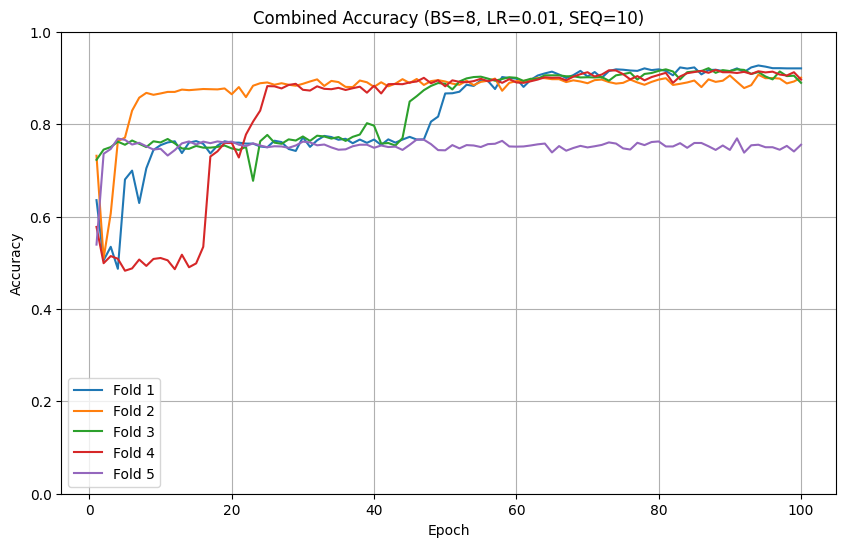 Combined Accuracy (BS=8, LR=0.01, SEQ=10)
1.0
0.8
0.6
0.4
0.2
0.0
Accuracy
Fold 1
Fold 2
Fold 3
Fold 4
Fold 5
0 20 40 60 80 100
Epoch